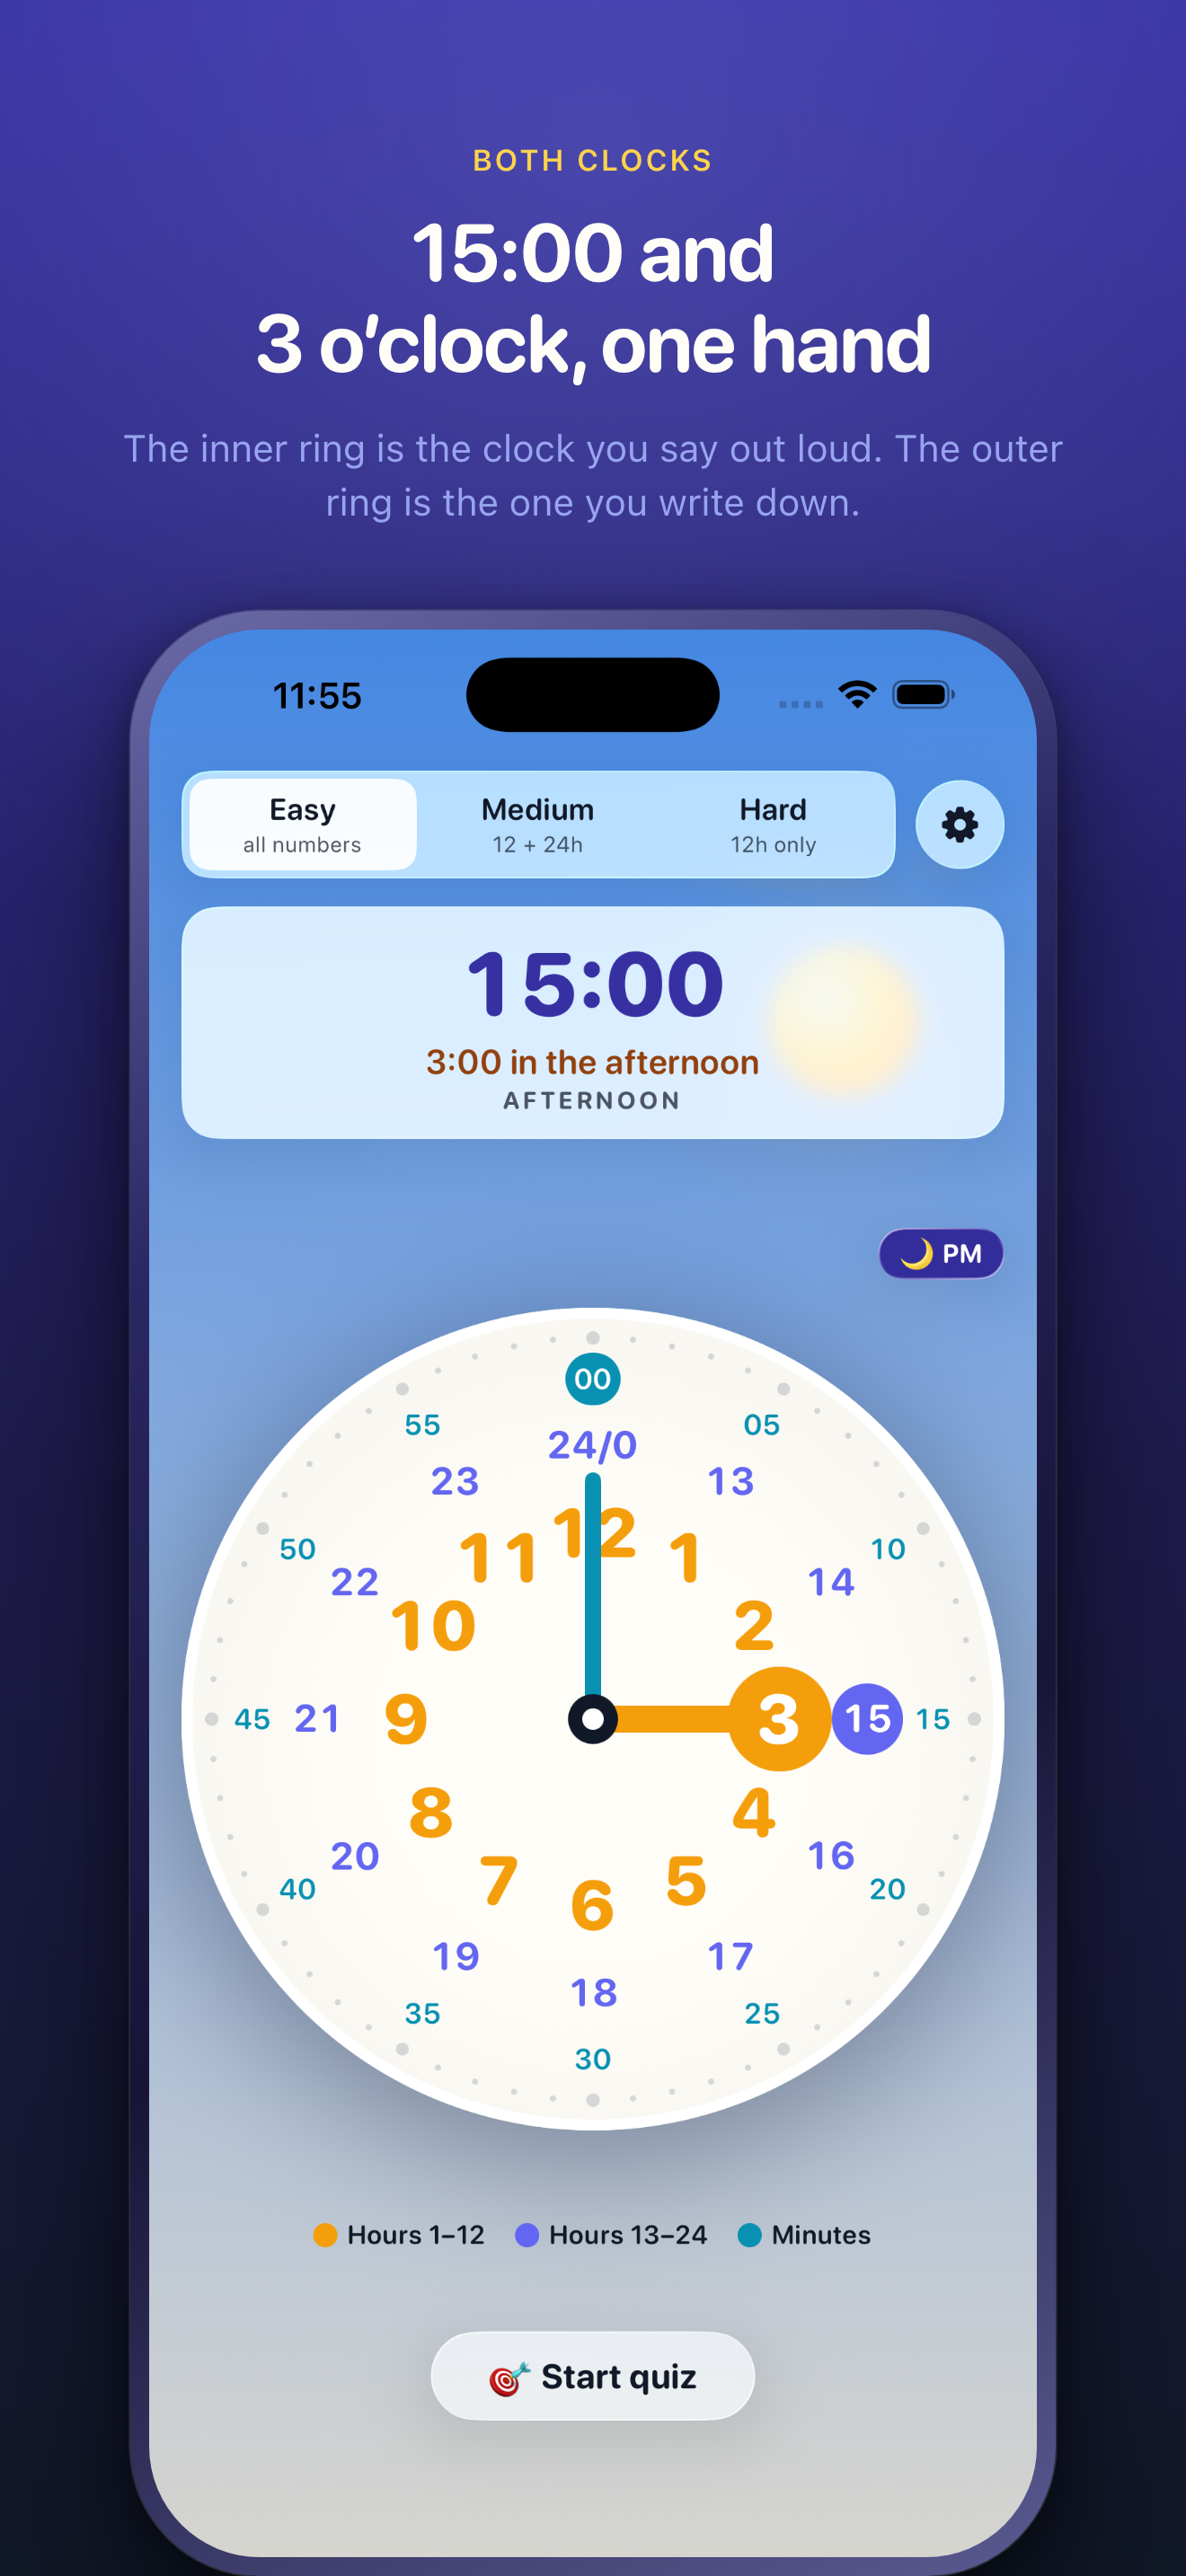 BOTH CLOCKS
15:00 and
3 o’clock, one hand
The inner ring is the clock you say out loud. The outer
ring is the one you write down.
11:55
Easy
all numbers
Medium
12 + 24h
Hard
12h only
15:00
3:00 in the afternoon
AFTERNOON
🌙 PM
00
55
05
24/0
23
13
12
11
1
50
10
22
14
10
2
45
21
9
3
15
15
8
4
20
16
40
20
7
5
6
19
17
18
35
25
30
Hours 1–12
Hours 13–24
Minutes
🎯 Start quiz